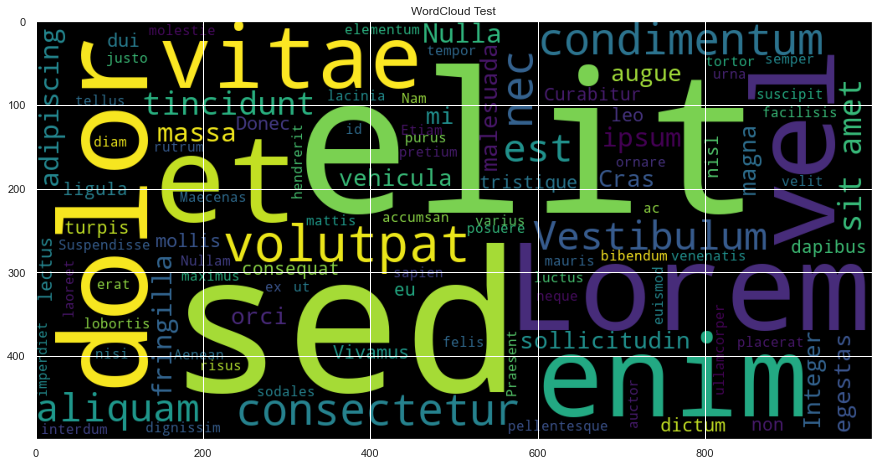 WordCloud Test
0
100
200
300
400
0
200
400
600
800
adipiscing
dui
justo
molestie
vitae
elementum
Nulla
tempor
condimentum
tortor
semper
urna
augue
tellus
dolor
tincidunt
lacinia
Nam
malesuada
nec
Curabitur
suscipit
facilisis
vel
sit amet
diam
massa
Donec
id
Etiam
mi
purus
pretium
elit
leo
ipsum
nisl
magna
rutrum
et
hendrerit
est
ornare
velit
ligula
Maecenas
vehicula
tristique
Cras
turpis
mattis
accumsan
varius
posuere
ac
Suspendisse
mollis
volutpat
Vestibulum
dapibus
lectus
laoreet
erat
fringilla
Nullam
maximus
consequat
sapien
mauris
bibendum
venenatis
luctus
euismod
neque
Lorem
ex
ut
eu
sed
lobortis
orci
imperdiet
nisi
Aenean
risus
Vivamus
felis
Praesent
sollicitudin
ullamcorper
placerat
Integer
egestas
enim
sodales
aliquam
consectetur
auctor
interdum
dignissim
pellentesque
dictum
non